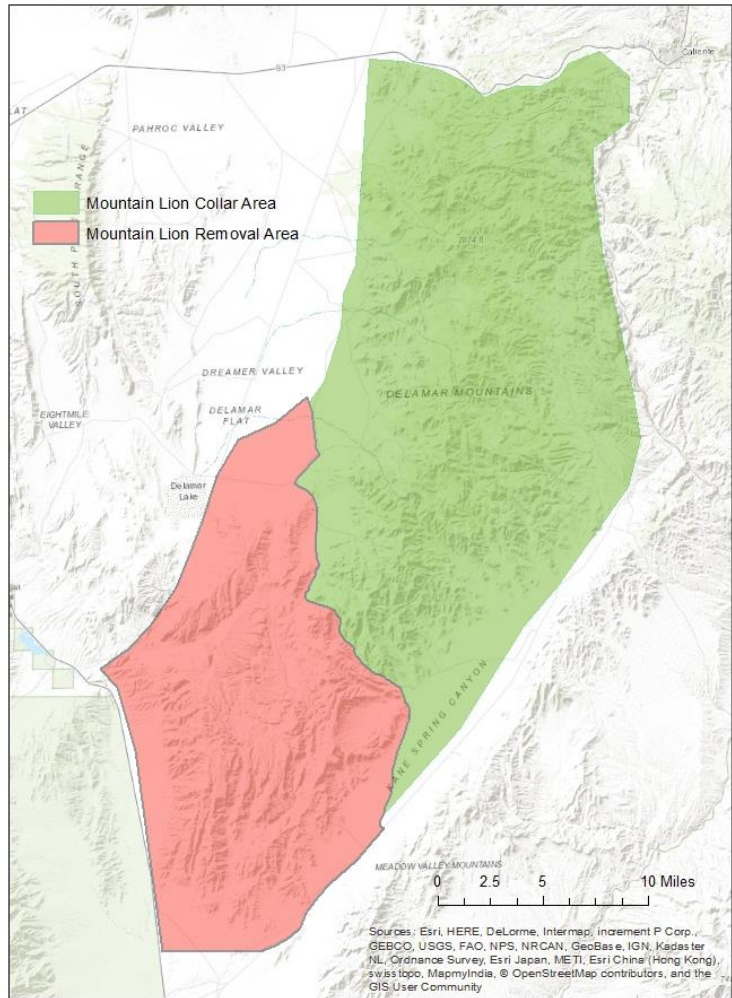 Caliente
93
LAT
PAHROC VALLEY
SOUTH P RANGE
Mountain Lion Collar Area
Mountain Lion Removal Area
DREAMER VALLEY
DELAMAR MOUNTAINS
DELAMAR
FLAT
EIGHTMILE
VALLEY
Delamar
Lake
KANE SPRING CANYON
MEADOW VALLEY MOUNTAINS
0 2.5 5 10 Miles
Sources: Esri, HERE, DeLorme, Intermap, increment P Corp.,
GEBCO, USGS, FAO, NPS, NRCAN, GeoBase, IGN, Kadaster
NL, Ordnance Survey, Esri Japan, METI, Esri China (Hong Kong),
swisstopo, MapmyIndia, © OpenStreetMap contributors, and the
GIS User Community